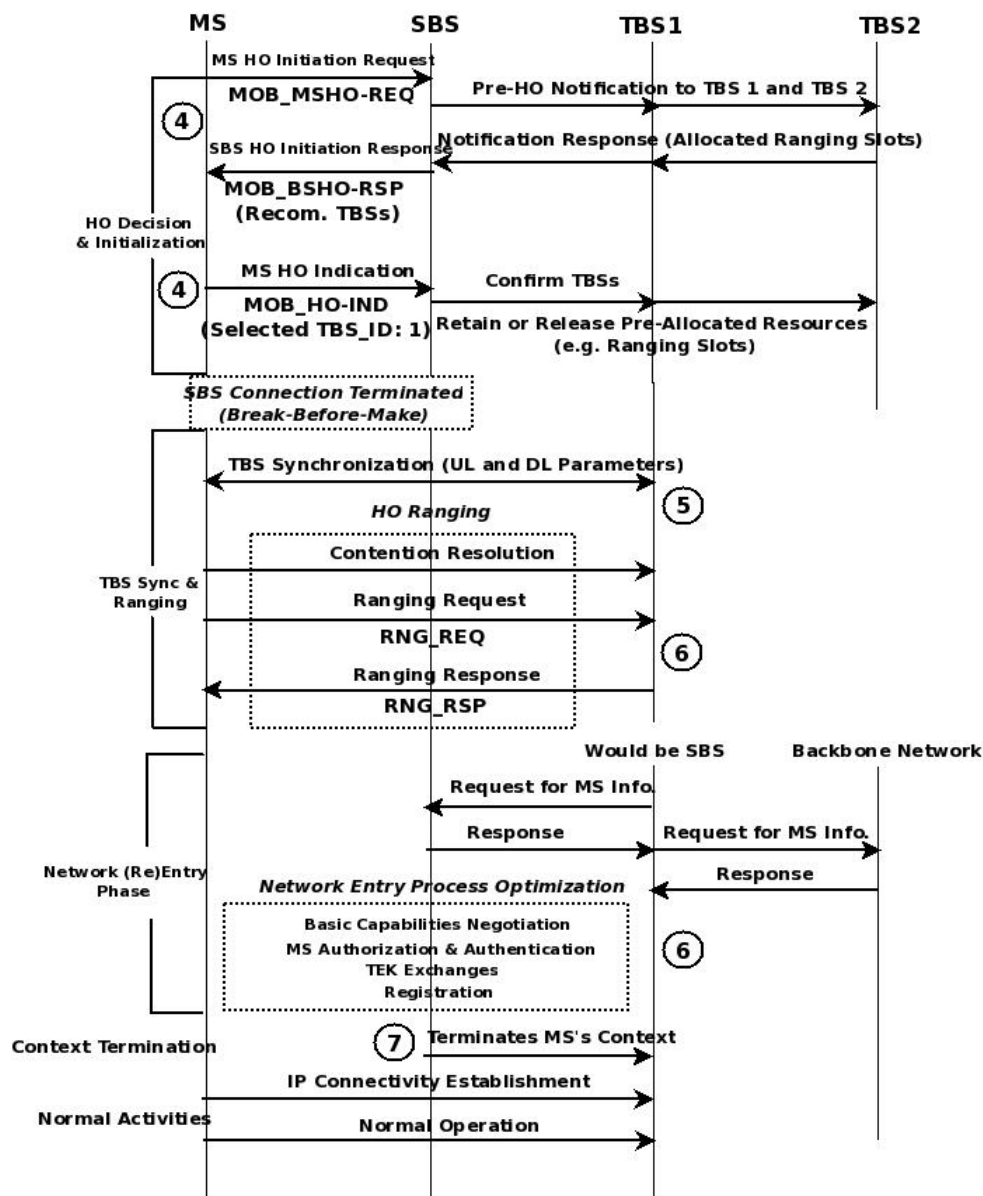 MS SBS TBS1 TBS2
MS HO Initiation Request
MOB_MSHO-REQ
Pre-HO Notification to TBS 1 and TBS 2
4
SBS HO Initiation Response
Notification Response (Allocated Ranging Slots)
MOB_BSHO-RSP
(Recom. TBSs)
HO Decision
& Initialization
MS HO Indication
Confirm TBSs
4
MOB_HO-IND
(Selected TBS_ID: 1)
Retain or Release Pre-Allocated Resources
(e.g. Ranging Slots)
SBS Connection Terminated
(Break-Before-Make)
TBS Synchronization (UL and DL Parameters)
5
HO Ranging
Contention Resolution
TBS Sync &
Ranging
Ranging Request
RNG_REQ
6
Ranging Response
RNG_RSP
Would be SBS
Backbone Network
Request for MS Info.
Response
Request for MS Info.
Network (Re)Entry
Phase
Response
Network Entry Process Optimization
Basic Capabilities Negotiation
MS Authorization & Authentication
TEK Exchanges
Registration
6
7
Terminates MS's Context
Context Termination
IP Connectivity Establishment
Normal Activities
Normal Operation